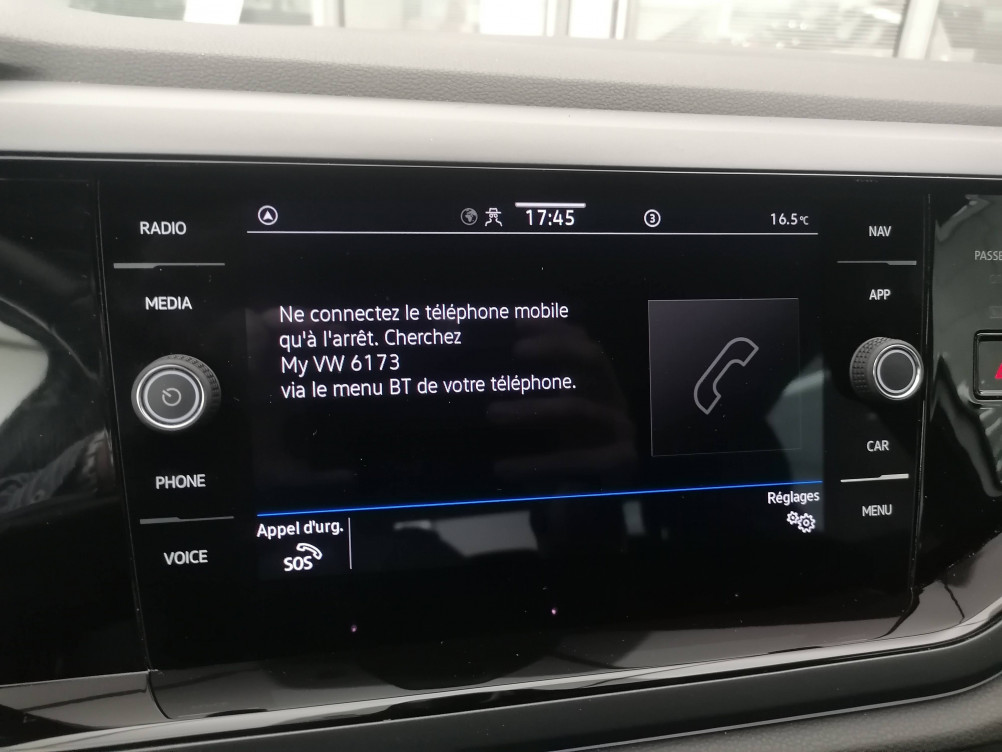 17:45
3
16.5°C
RADIO
MEDIA
PHONE
VOICE
Ne connectez le téléphone mobile
qu'à l'arrêt. Cherchez
My VW 6173
via le menu BT de votre téléphone.
Appel d'urg.
SOS
Réglages
NAV
APP
CAR
MENU